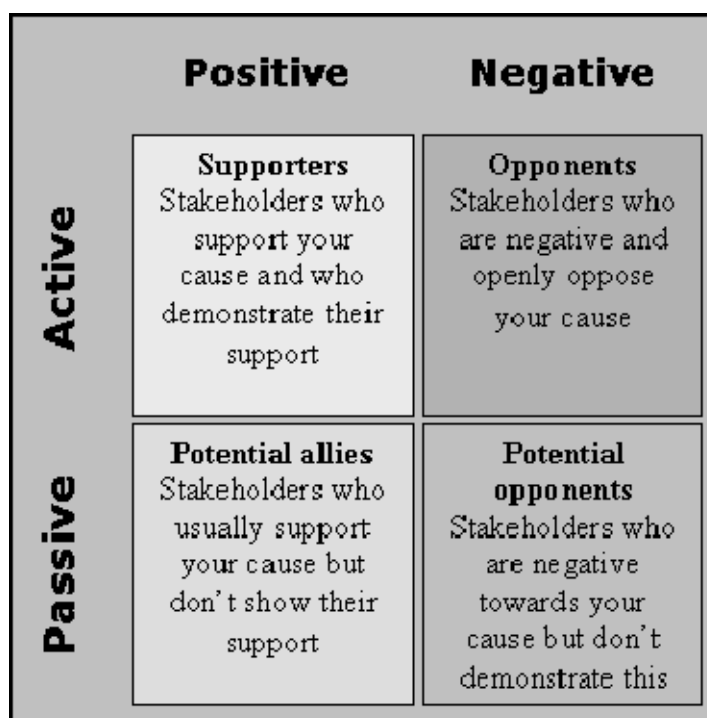 Positive
Negative
Active
Supporters
Stakeholders who
support your
cause and who
demonstrate their
support
Opponents
Stakeholders who
are negative and
openly oppose
your cause
Passive
Potential allies
Stakeholders who
usually support
your cause but
don't show their
support
Potential
opponents
Stakeholders who
are negative
towards your
cause but don't
demonstrate this